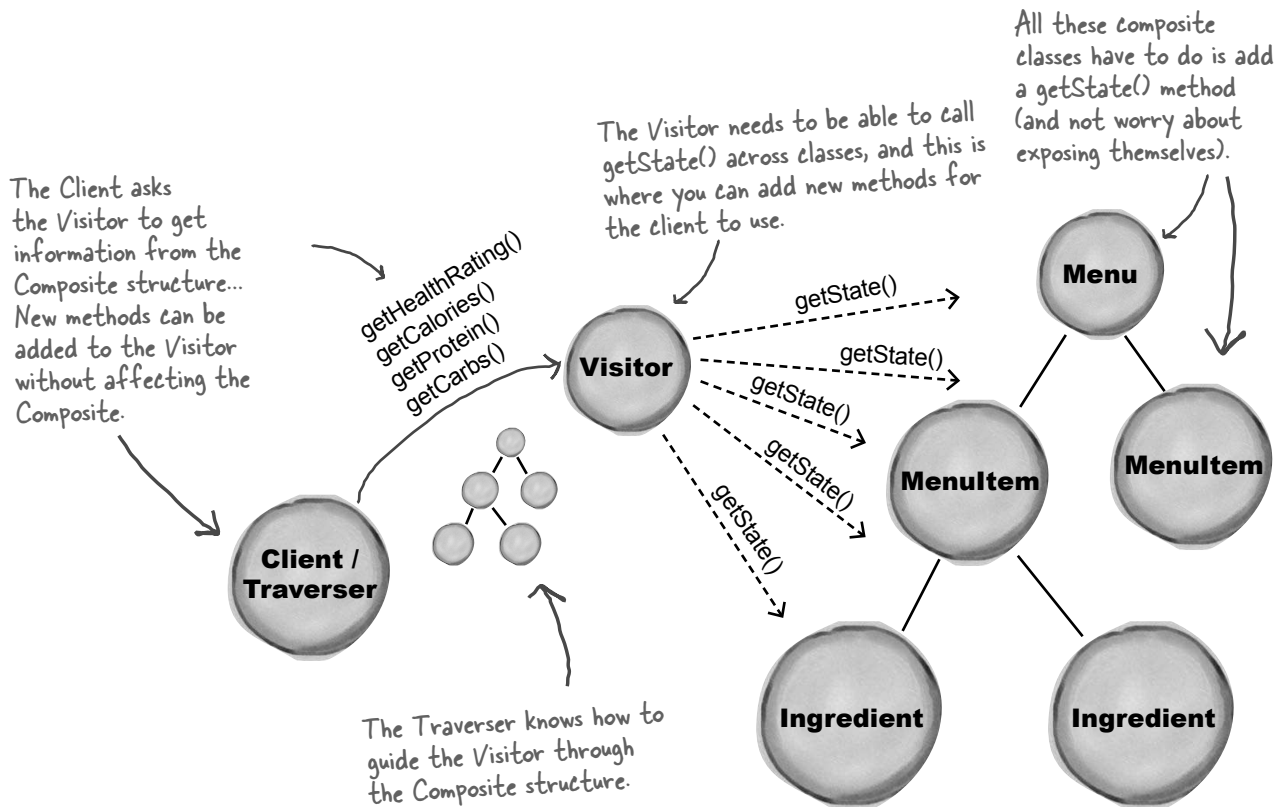 All these composite
classes have to do is add
a getState() method
(and not worry about
exposing themselves).
The Visitor needs to be able to call
getState() across classes, and this is
where you can add new methods for
the client to use.
The Client asks
the Visitor to get
information from the
Composite structure...
New methods can be
added to the Visitor
without affecting the
Composite.
getHealthRating()
getCalories()
getProtein()
getCarbs()
Visitor
getState()
getState()
getState()
getState()
getState()
Menu
MenuItem
MenuItem
Client /
Traverser
Ingredient
Ingredient
The Traverser knows how to
guide the Visitor through
the Composite structure.